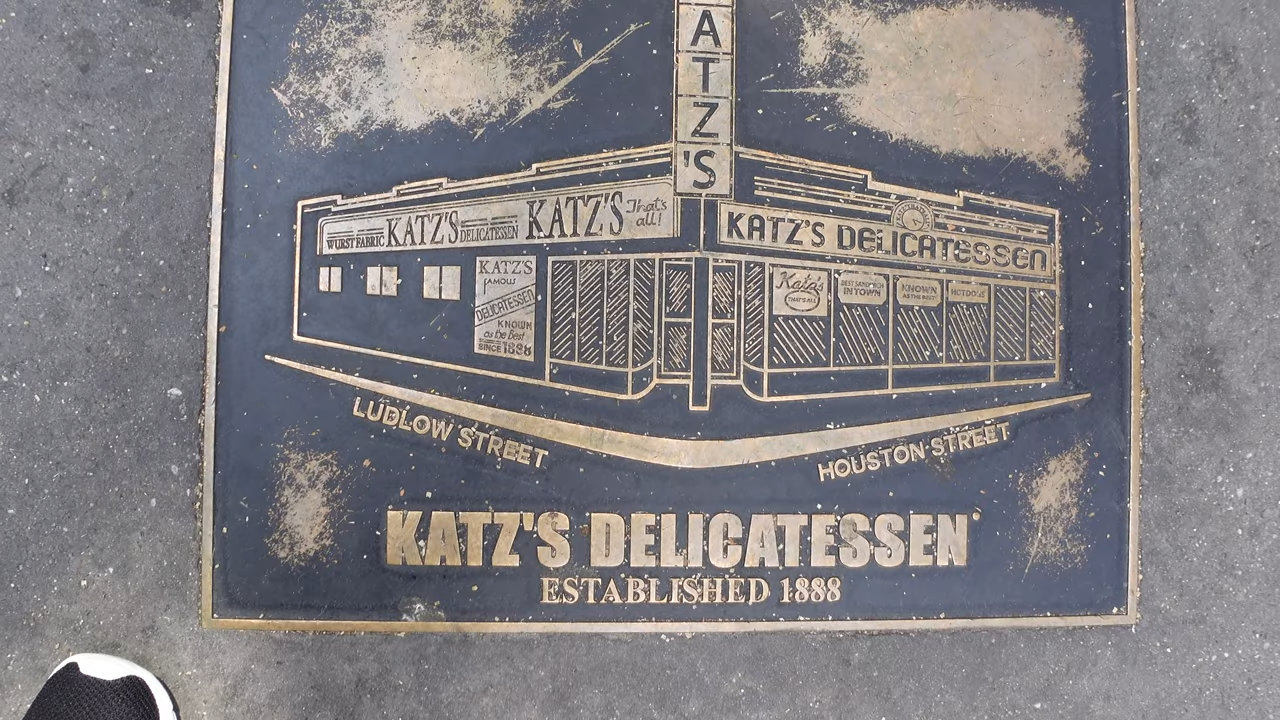 ATZ'S
WURST FABRIC KATZ'S DELICATESSEN KATZ'S That's all!
KATZ'S DELICATESSEN
KATZ'S
FAMOUS
DELICATESSEN
KNOWN
as the Best
SINCE 1888
Katz's
THAT'S ALL
BEST SANDWICH
IN TOWN
KNOWN
AS THE BEST
HOT DOGS
LUDLOW STREET
HOUSTON STREET
KATZ'S DELICATESSEN
ESTABLISHED 1888